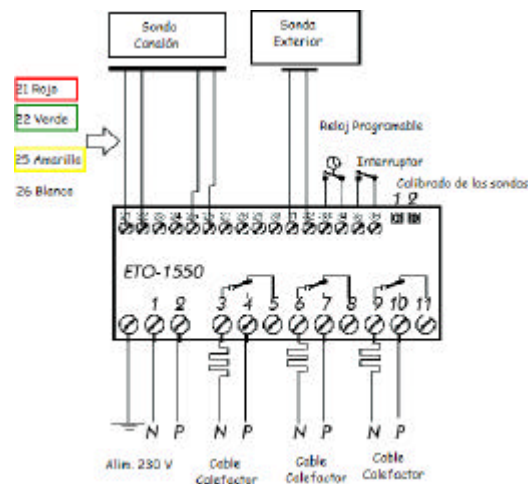 Sonda
Canalón
Sonda
Exterior
21 Rojo
22 Verde
25 Amarillo
26 Blanco
Reloj Programable
Interruptor
Calibrado de las sondas
1 2
ETO-1550
1 2 3 4 5 6 7 8 9 10 11
N P N P N P N P
Alim. 230 V
Cable
Calefactor
Cable
Calefactor
Cable
Calefactor